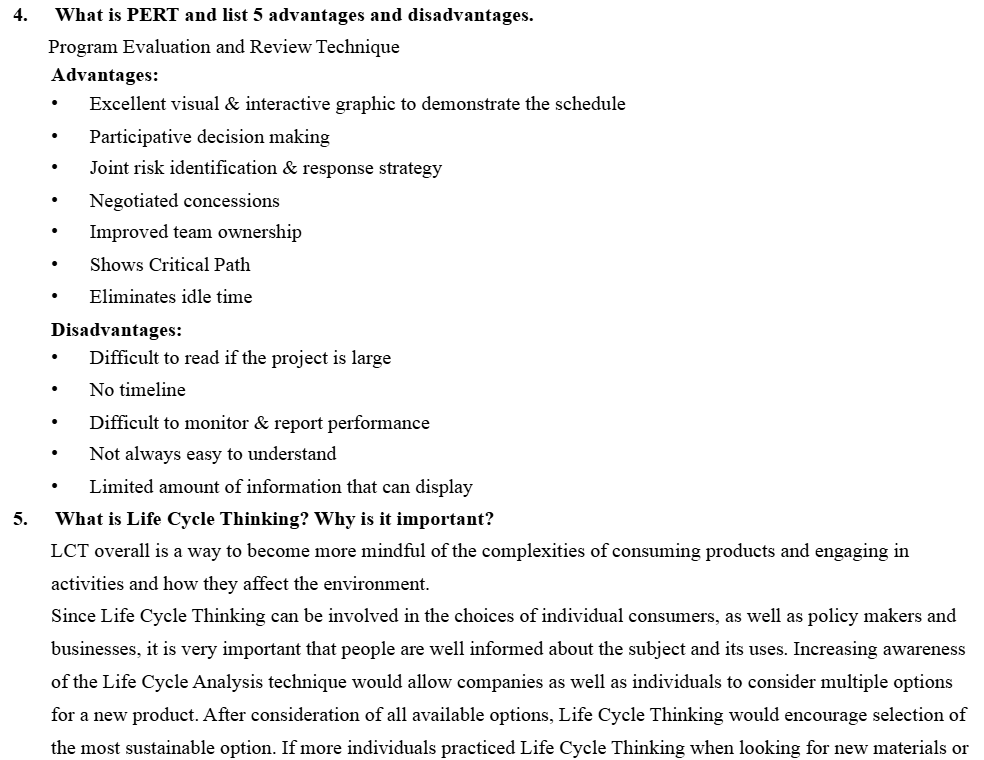 4. What is PERT and list 5 advantages and disadvantages.
Program Evaluation and Review Technique
Advantages:
• Excellent visual & interactive graphic to demonstrate the schedule
• Participative decision making
• Joint risk identification & response strategy
• Negotiated concessions
• Improved team ownership
• Shows Critical Path
• Eliminates idle time
Disadvantages:
• Difficult to read if the project is large
• No timeline
• Difficult to monitor & report performance
• Not always easy to understand
• Limited amount of information that can display
5. What is Life Cycle Thinking? Why is it important?
LCT overall is a way to become more mindful of the complexities of consuming products and engaging in
activities and how they affect the environment.
Since Life Cycle Thinking can be involved in the choices of individual consumers, as well as policy makers and
businesses, it is very important that people are well informed about the subject and its uses. Increasing awareness
of the Life Cycle Analysis technique would allow companies as well as individuals to consider multiple options
for a new product. After consideration of all available options, Life Cycle Thinking would encourage selection of
the most sustainable option. If more individuals practiced Life Cycle Thinking when looking for new materials or